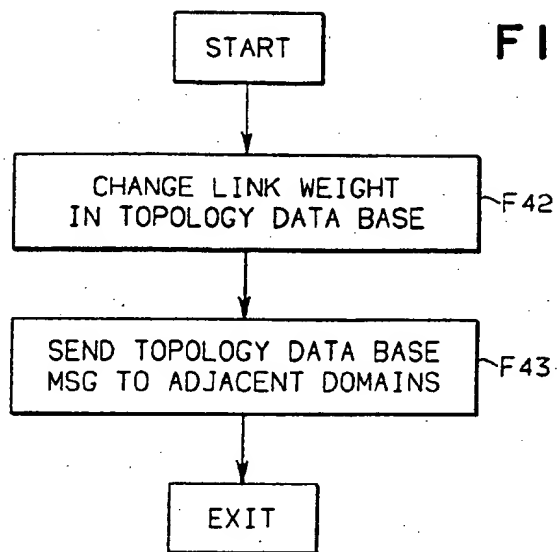 START
FI
CHANGE LINK WEIGHT
IN TOPOLOGY DATA BASE
F42
SEND TOPOLOGY DATA BASE
MSG TO ADJACENT DOMAINS
F43
EXIT